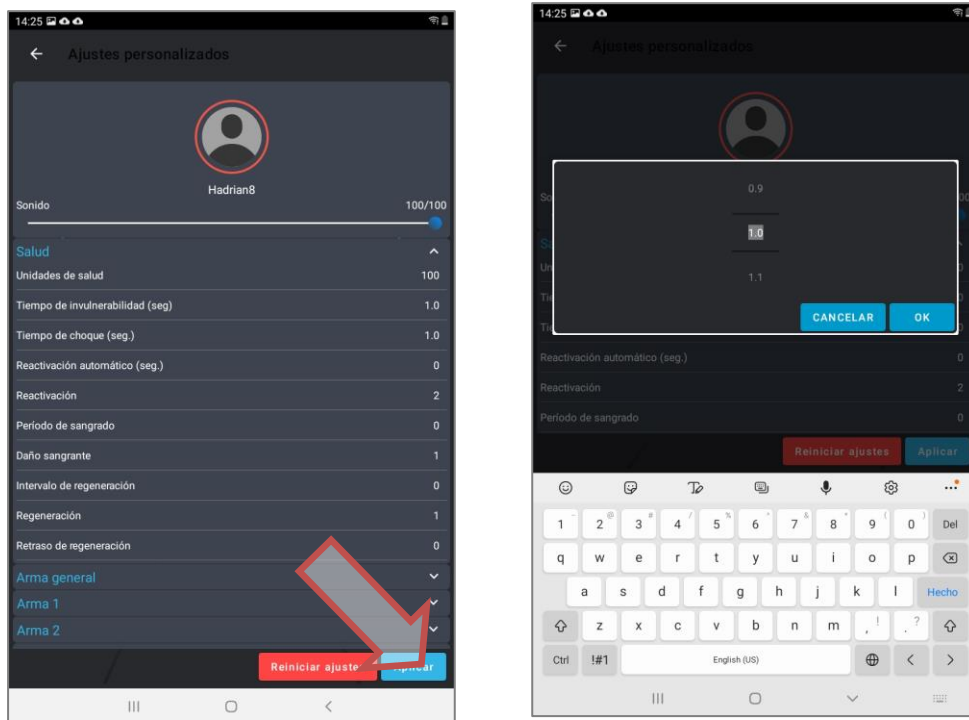 14:25
Ajustes personalizados
Hadrian8
Sonido 100/100
Salud
Unidades de salud 100
Tiempo de invulnerabilidad (seg) 1.0
Tiempo de choque (seg.) 1.0
Reactivación automático (seg.) 0
Reactivación 2
Período de sangrado 0
Daño sangrante 1
Intervalo de regeneración 0
Regeneración 1
Retraso de regeneración 0
Arma general
Arma 1
Arma 2
Reiniciar ajustes Aplicar
14:25
Ajustes personalizados
0.9
1.0
1.1
CANCELAR OK
Reactivación automático (seg.) 0
Reactivación 2
Período de sangrado 0
Reiniciar ajustes Aplicar
1 2 @ 3 # 4 / 5 % 6 ^ 7 & 8 * 9 ( 0 ) Del
q w e r t y u i o p
a s d f g h j k l Hecho
z x c v b n m , ! . ?
Ctrl !#1 English (US) < >